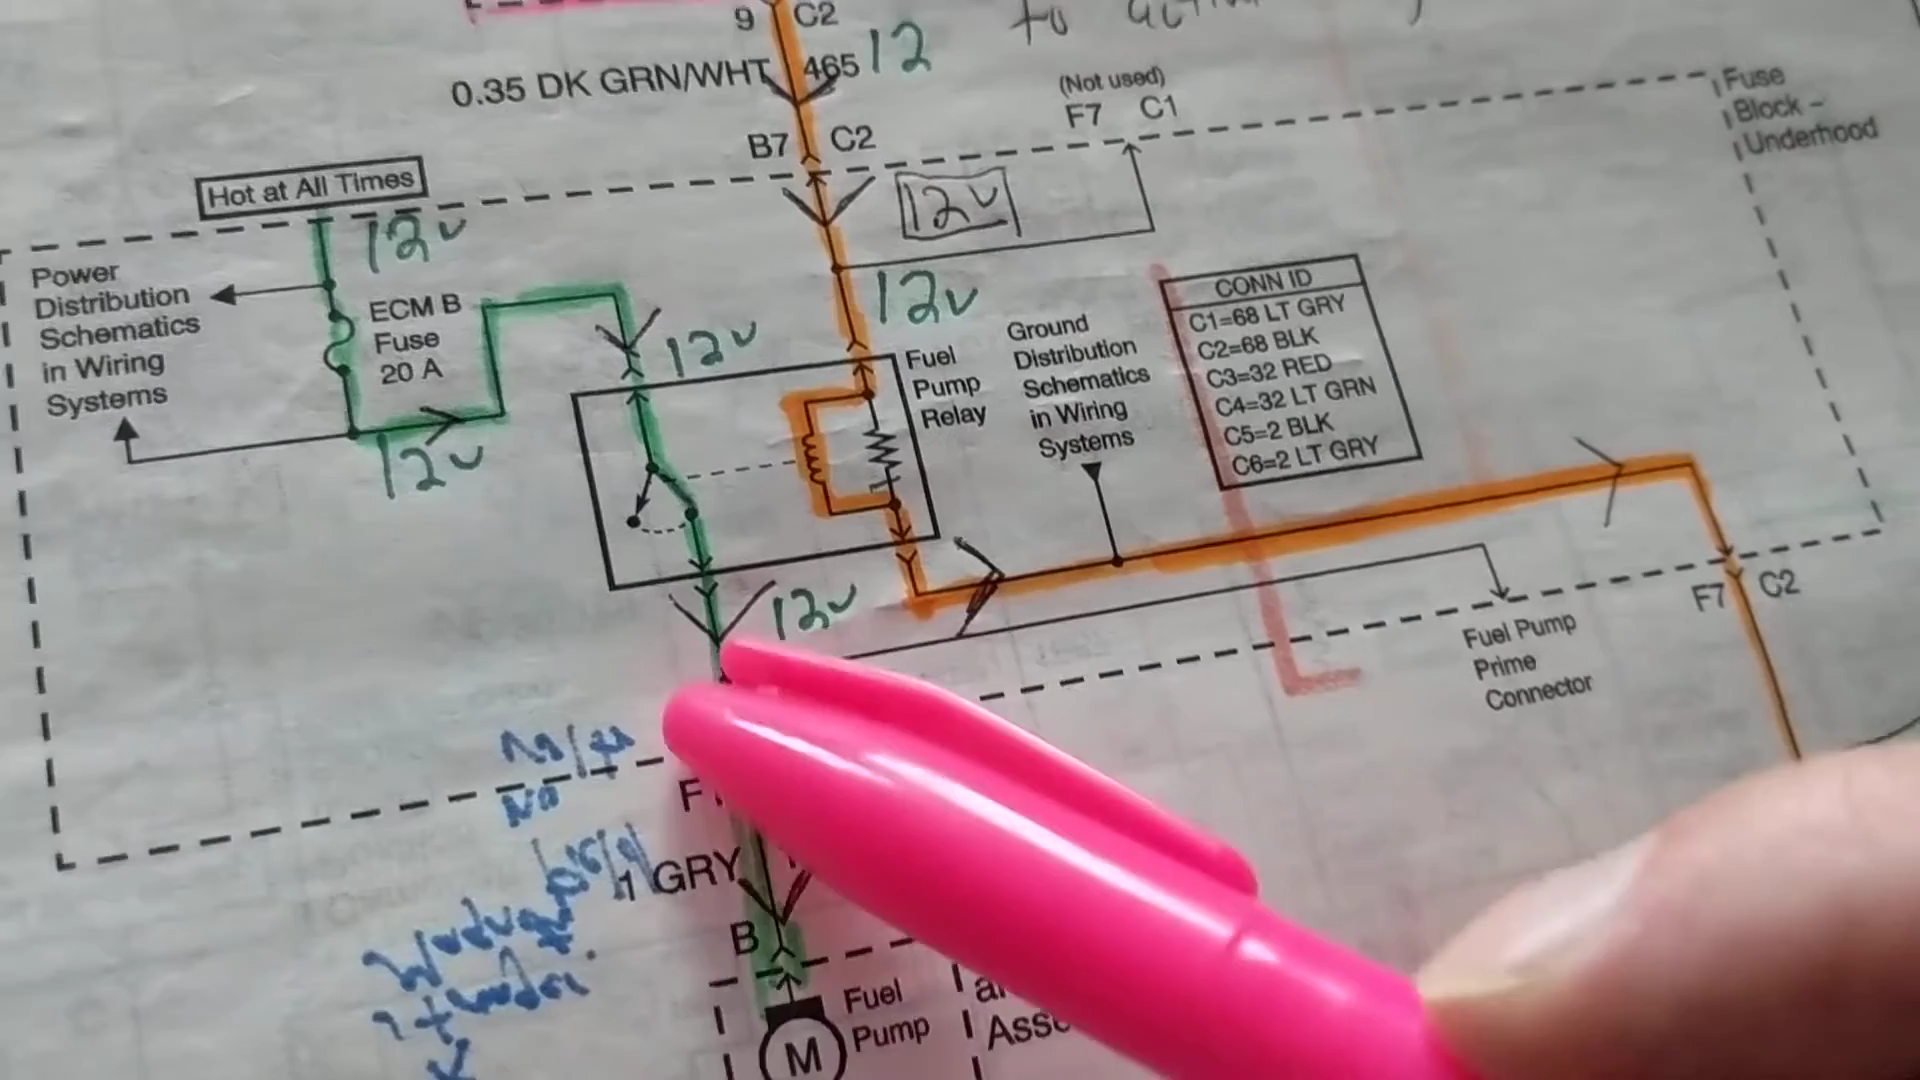 to
9 C2
0.35 DK GRN/WHT 465 12
(Not used)
F7 C1
B7 C2
12v
Fuse
Block –
Underhood
Hot at All Times
12v
Power
Distribution
Schematics
in Wiring
Systems
ECM B
Fuse
20 A
12v
12v
12v
Fuel
Pump
Relay
Ground
Distribution
Schematics
in Wiring
Systems
CONN ID
C1=68 LT GRY
C2=68 BLK
C3=32 RED
C4=32 LT GRN
C5=2 BLK
C6=2 LT GRY
12v
F7 C2
Fuel Pump
Prime
Connector
No
1 GRY
B
Fuel
Pump
M